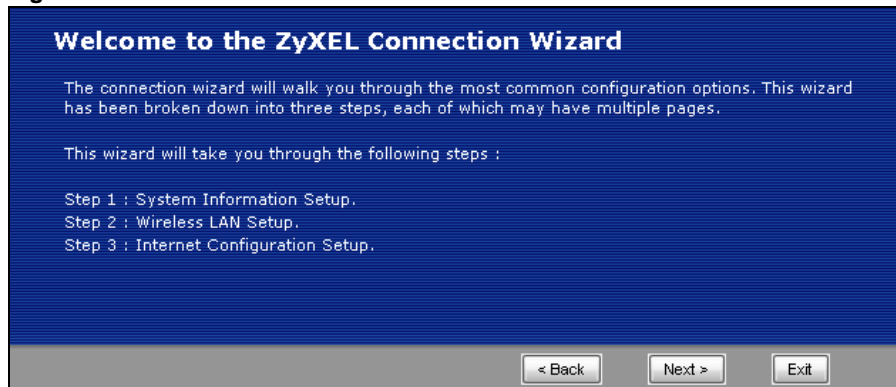 Welcome to the ZyXEL Connection Wizard
The connection wizard will walk you through the most common configuration options. This wizard
has been broken down into three steps, each of which may have multiple pages.
This wizard will take you through the following steps :
Step 1 : System Information Setup.
Step 2 : Wireless LAN Setup.
Step 3 : Internet Configuration Setup.
< Back Next > Exit